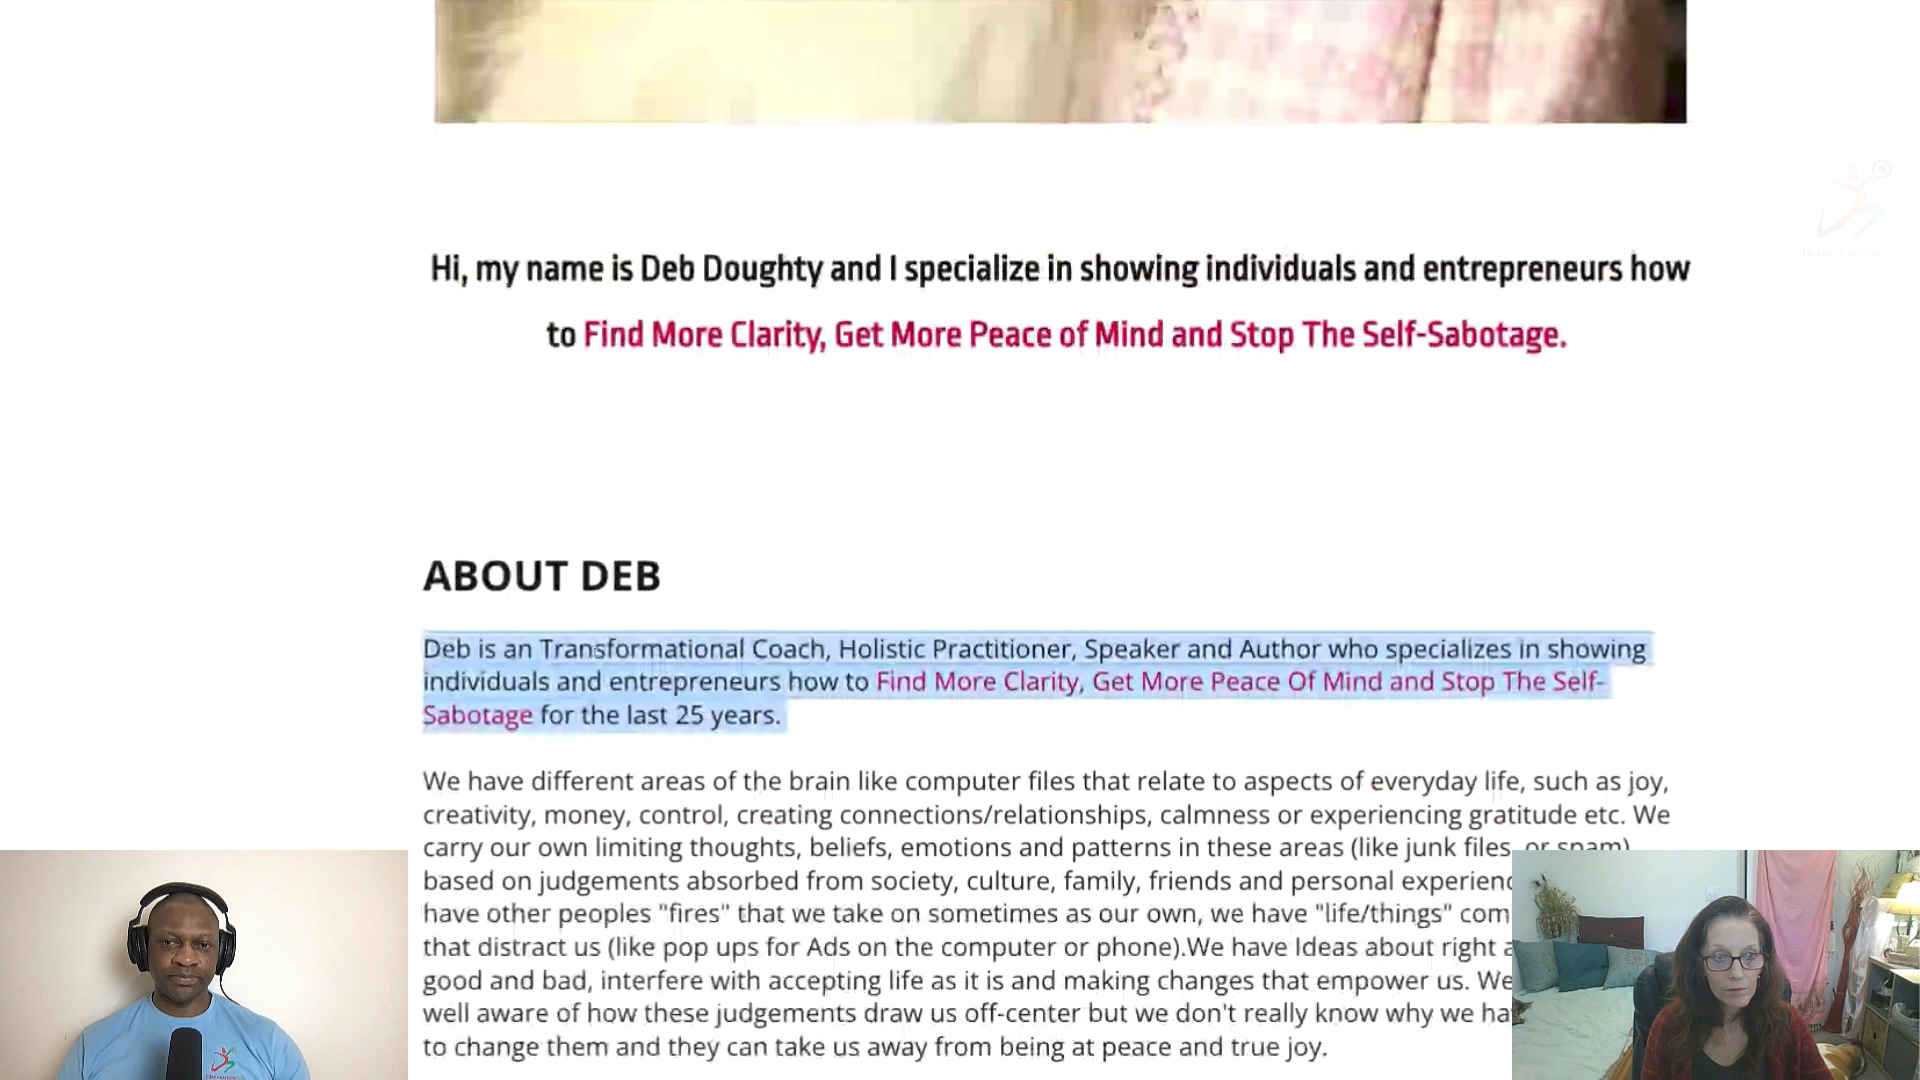 Hi, my name is Deb Doughty and I specialize in showing individuals and entrepreneurs how
to Find More Clarity, Get More Peace of Mind and Stop The Self-Sabotage.
ABOUT DEB
Deb is an Transformational Coach, Holistic Practitioner, Speaker and Author who specializes in showing
individuals and entrepreneurs how to Find More Clarity, Get More Peace Of Mind and Stop The Self-
Sabotage for the last 25 years.
We have different areas of the brain like computer files that relate to aspects of everyday life, such as joy,
creativity, money, control, creating connections/relationships, calmness or experiencing gratitude etc. We
carry our own limiting thoughts, beliefs, emotions and patterns in these areas (like junk files, or spam)
based on judgements absorbed from society, culture, family, friends and personal
have other peoples "fires" that we take on sometimes as our own, we have "life/things"
that distract us (like pop ups for Ads on the computer or phone).We have Ideas about right
good and bad, interfere with accepting life as it is and making changes that empower us. We
well aware of how these judgements draw us off-center but we don't really know why we
to change them and they can take us away from being at peace and true joy.